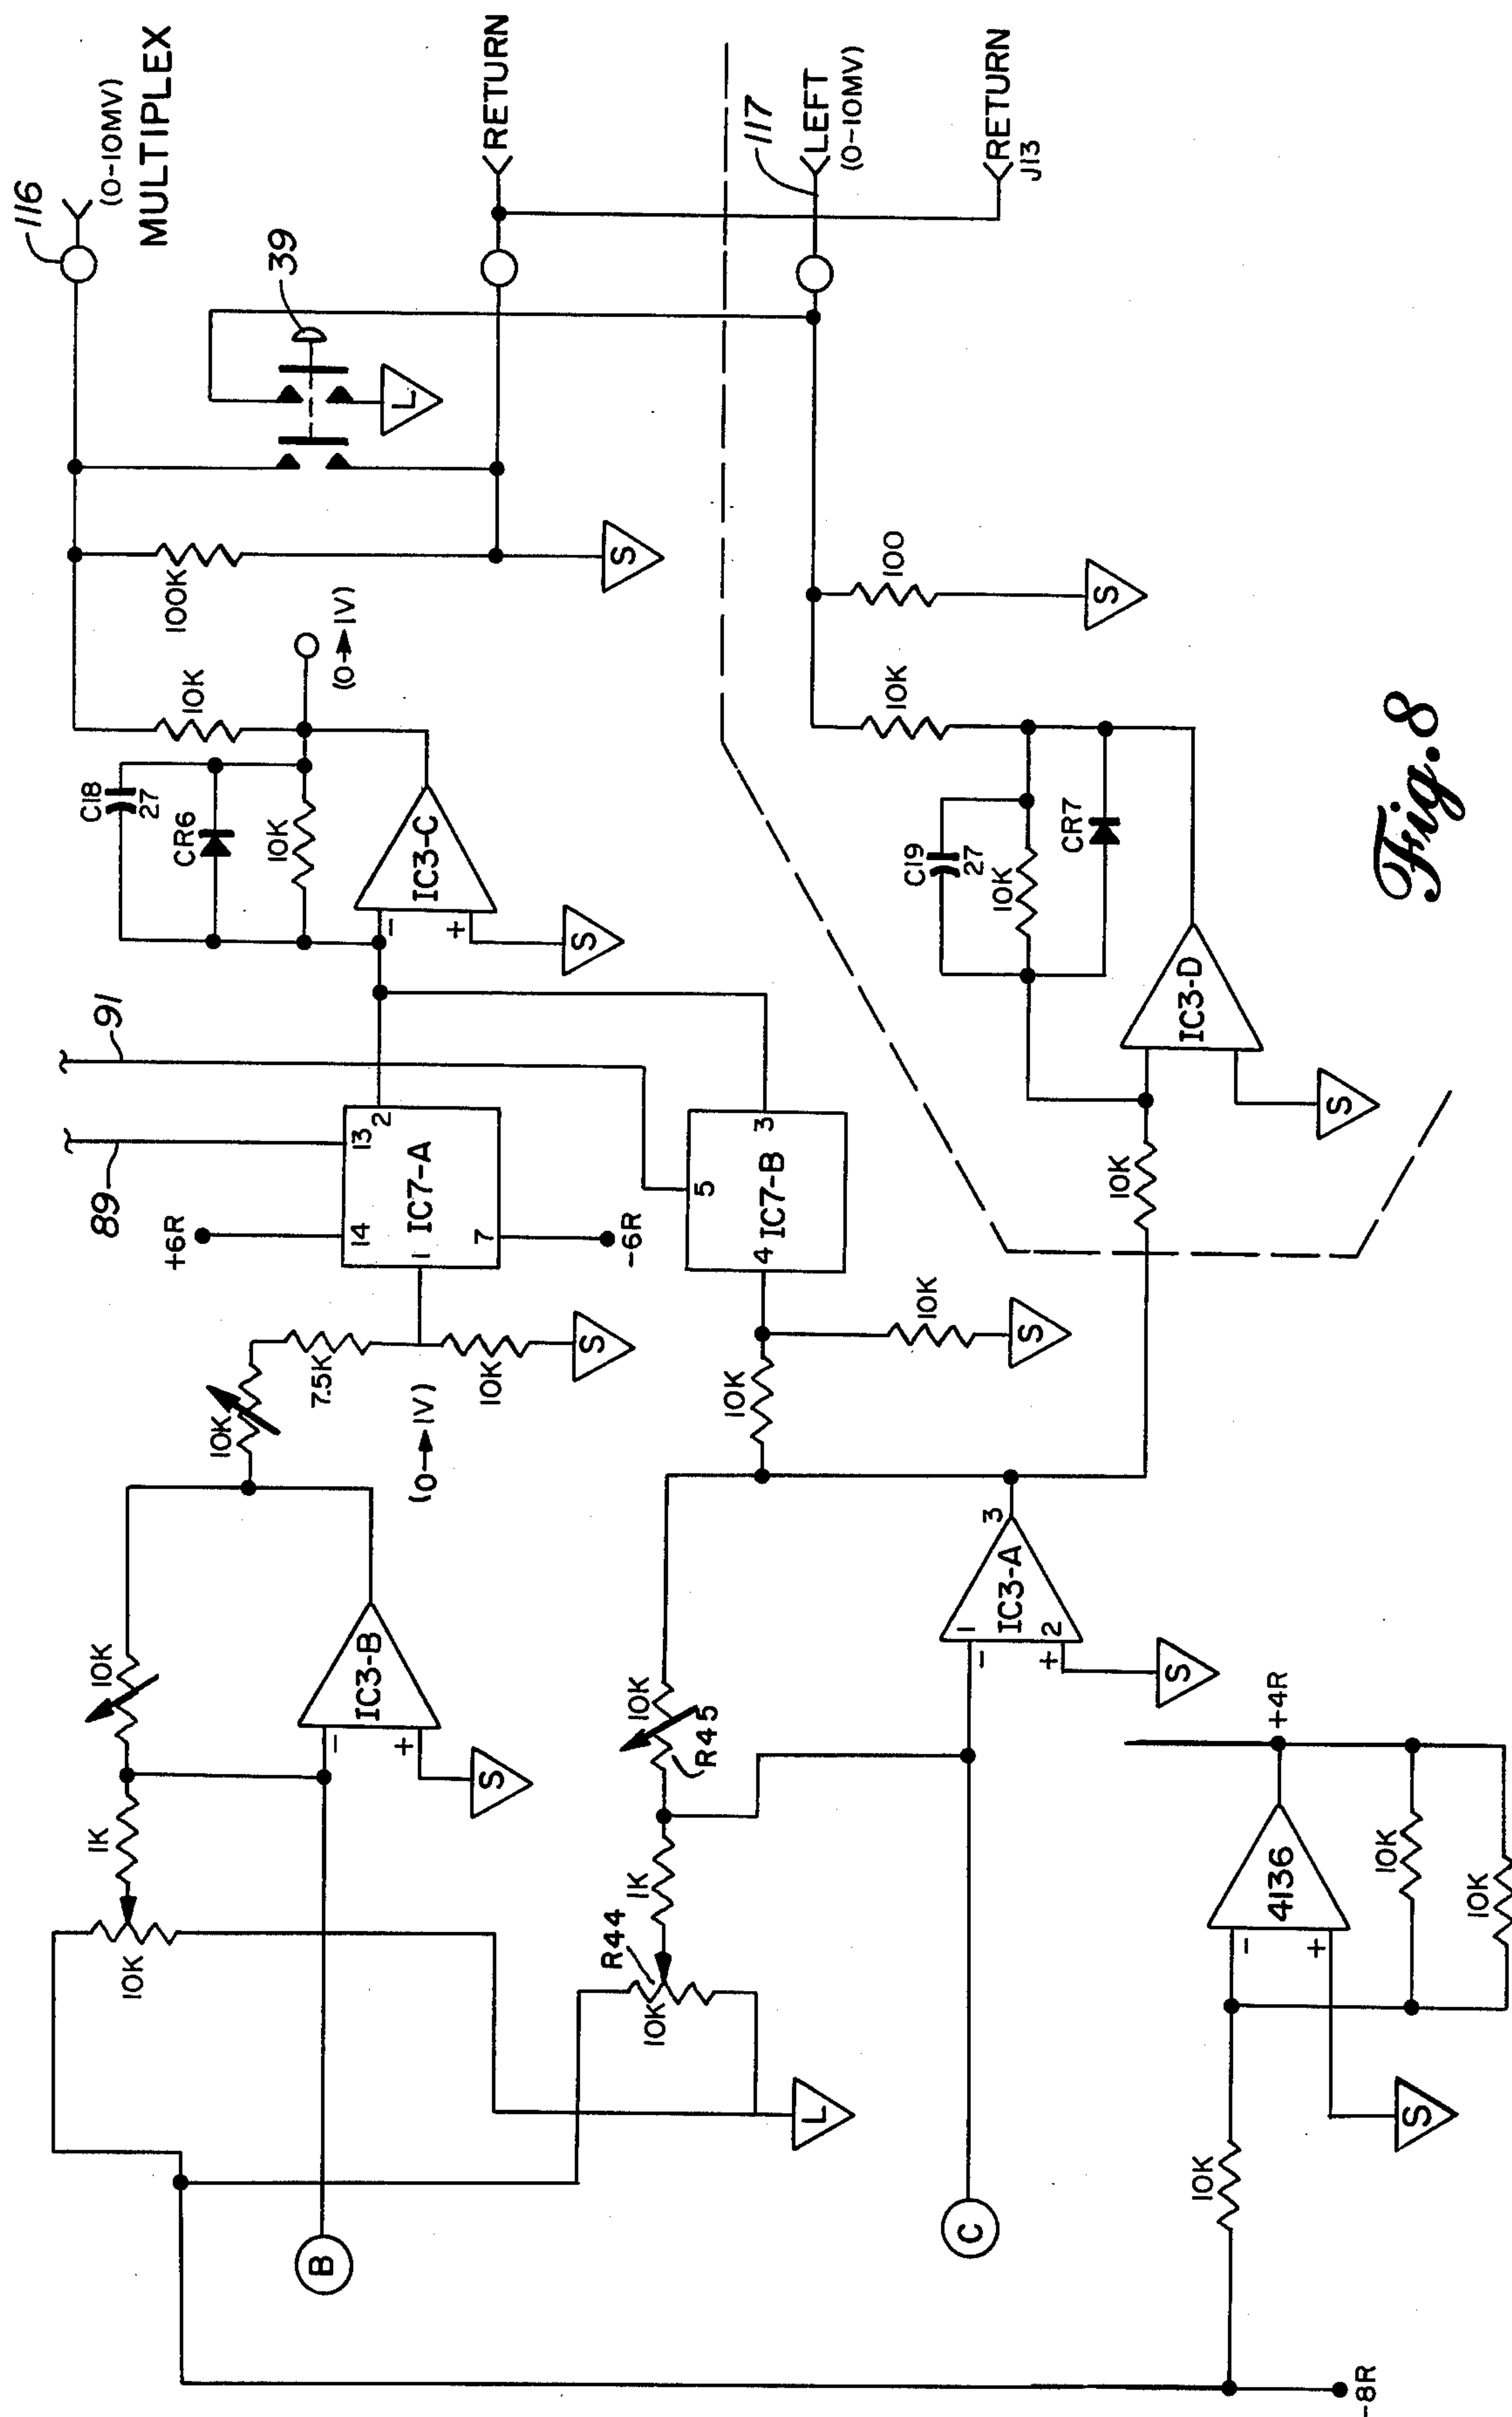 116
(0-10MV)
MULTIPLEX
39
RETURN
117
LEFT
(0-10MV)
RETURN
J13
L
S
100K
(0→1V)
10K
C18
27
CR6
10K
IC3-C
-
+
S
100
S
10K
C19
27
10K
CR7
IC3-D
S
10K
91
89
+6R
13
2
14
IC7-A
1
7
-6R
5
3
IC7-B
4
10K
7.5K
10K
S
(0→1V)
10K
10K
S
10K
1K
10K
IC3-B
-
+
S
10K
R45
1K
R44
10K
L
3
IC3-A
1
2
-
+
S
B
C
+4R
4136
-
+
10K
10K
S
10K
-8R
Fig. 8